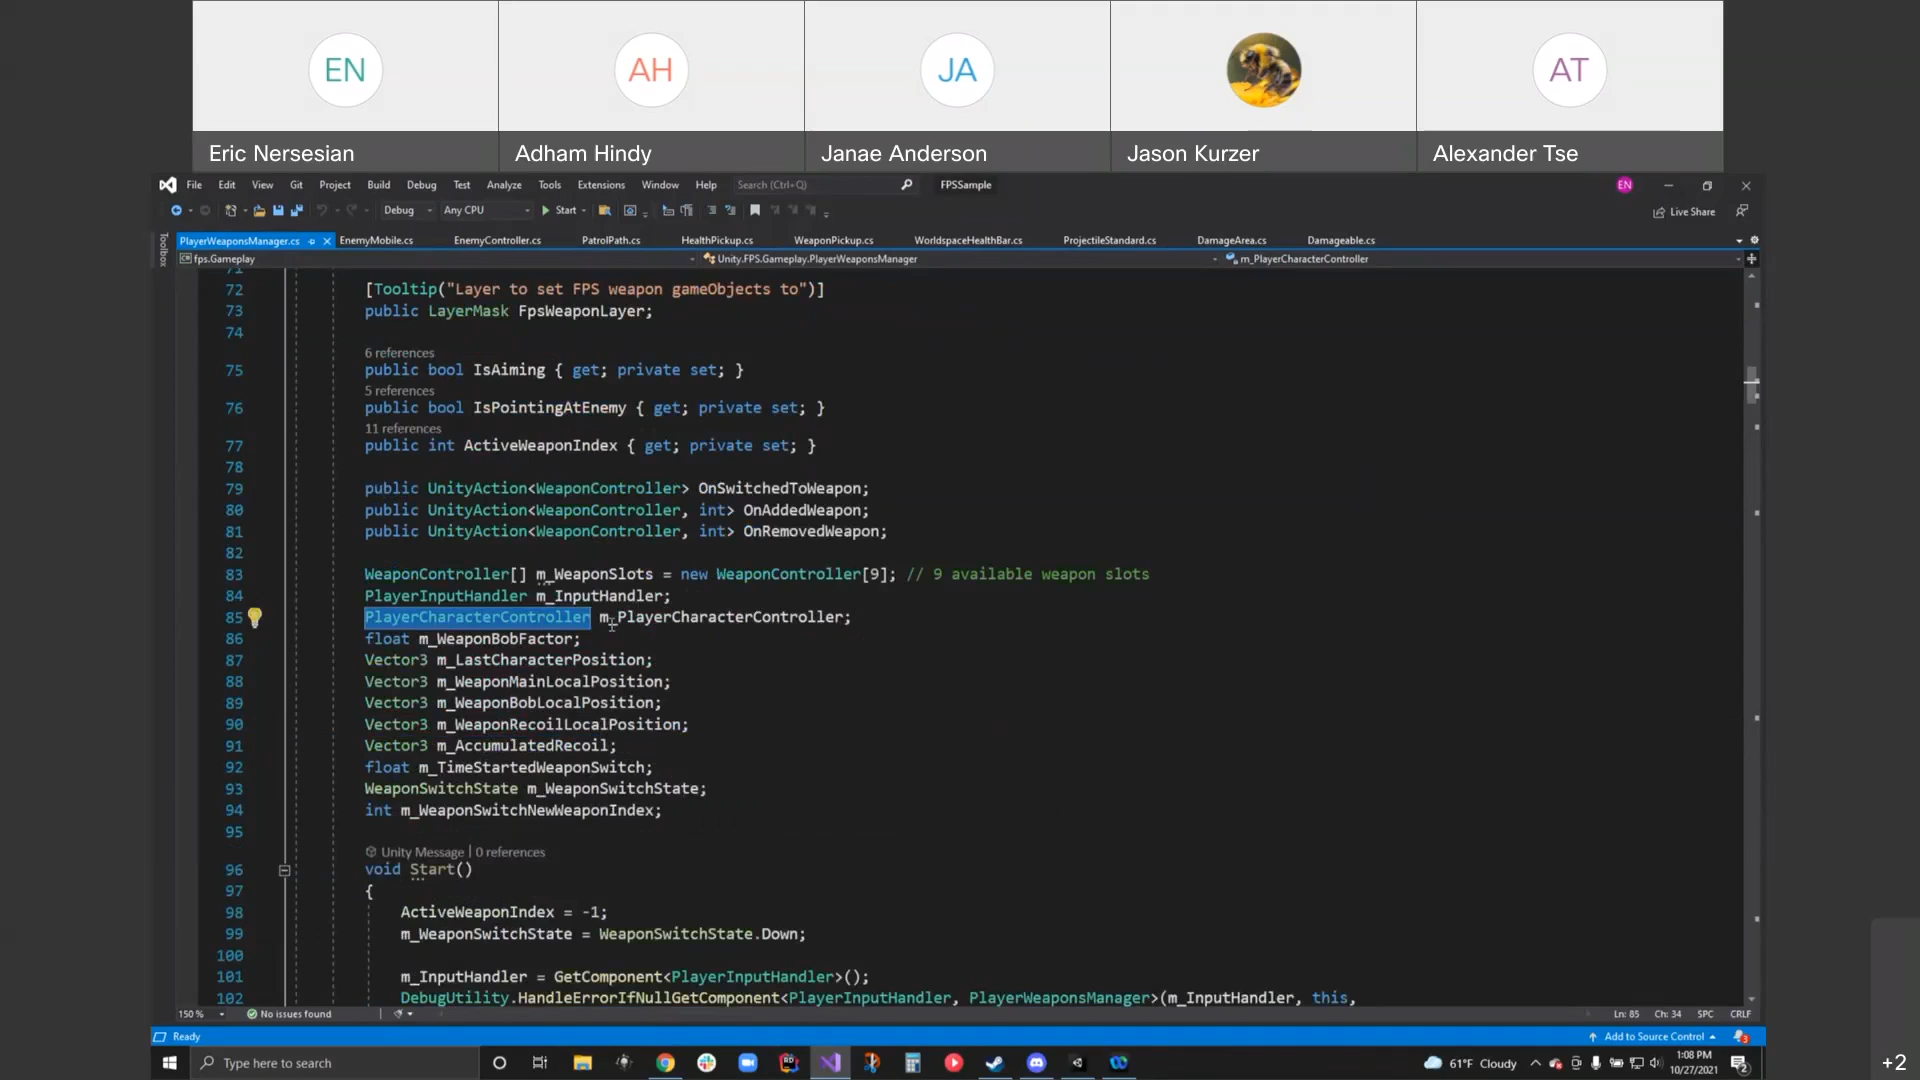 EN
AH
JA
AT
Eric Nersesian
Adham Hindy
Janae Anderson
Jason Kurzer
Alexander Tse
File Edit View Git Project Build Debug Test Analyze Tools Extensions Window Help Search (Ctrl+Q) FPSSample EN
Debug Any CPU Start Live Share
Toolbox
PlayerWeaponsManager.cs EnemyMobile.cs EnemyController.cs PatrolPath.cs HealthPickup.cs WeaponPickup.cs WorldspaceHealthBar.cs ProjectileStandard.cs DamageArea.cs Damageable.cs
fps.Gameplay Unity.FPS.Gameplay.PlayerWeaponsManager m_PlayerCharacterController
71
72 [Tooltip("Layer to set FPS weapon gameObjects to")]
73 public LayerMask FpsWeaponLayer;
74
6 references
75 public bool IsAiming { get; private set; }
5 references
76 public bool IsPointingAtEnemy { get; private set; }
11 references
77 public int ActiveWeaponIndex { get; private set; }
78
79 public UnityAction<WeaponController> OnSwitchedToWeapon;
80 public UnityAction<WeaponController, int> OnAddedWeapon;
81 public UnityAction<WeaponController, int> OnRemovedWeapon;
82
83 WeaponController[] m_WeaponSlots = new WeaponController[9]; // 9 available weapon slots
84 PlayerInputHandler m_InputHandler;
85 PlayerCharacterController m_PlayerCharacterController;
86 float m_WeaponBobFactor;
87 Vector3 m_LastCharacterPosition;
88 Vector3 m_WeaponMainLocalPosition;
89 Vector3 m_WeaponBobLocalPosition;
90 Vector3 m_WeaponRecoilLocalPosition;
91 Vector3 m_AccumulatedRecoil;
92 float m_TimeStartedWeaponSwitch;
93 WeaponSwitchState m_WeaponSwitchState;
94 int m_WeaponSwitchNewWeaponIndex;
95
Unity Message | 0 references
96 void Start()
97 {
98 ActiveWeaponIndex = -1;
99 m_WeaponSwitchState = WeaponSwitchState.Down;
100
101 m_InputHandler = GetComponent<PlayerInputHandler>();
102 DebugUtility.HandleErrorIfNullGetComponent<PlayerInputHandler, PlayerWeaponsManager>(m_InputHandler, this,
150 % No issues found Ln: 85 Ch: 34 SPC CRLF
Ready Add to Source Control 3
Type here to search 61°F Cloudy 1:08 PM
10/27/2021 2
+2